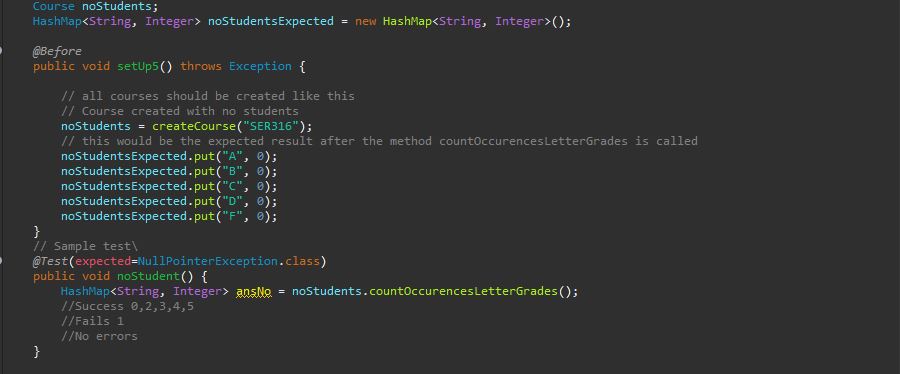 Course noStudents;
HashMap<String, Integer> noStudentsExpected = new HashMap<String, Integer>();
@Before
public void setUp5() throws Exception {
// all courses should be created like this
// Course created with no students
noStudents = createCourse("SER316");
// this would be the expected result after the method countOccurencesLetterGrades is called
noStudentsExpected.put("A", 0);
noStudentsExpected.put("B", 0);
noStudentsExpected.put("C", 0);
noStudentsExpected.put("D", 0);
noStudentsExpected.put("F", 0);
}
// Sample test\
@Test(expected=NullPointerException.class)
public void noStudent() {
HashMap<String, Integer> ansNo = noStudents.countOccurencesLetterGrades();
//Success 0,2,3,4,5
//Fails 1
//No errors
}